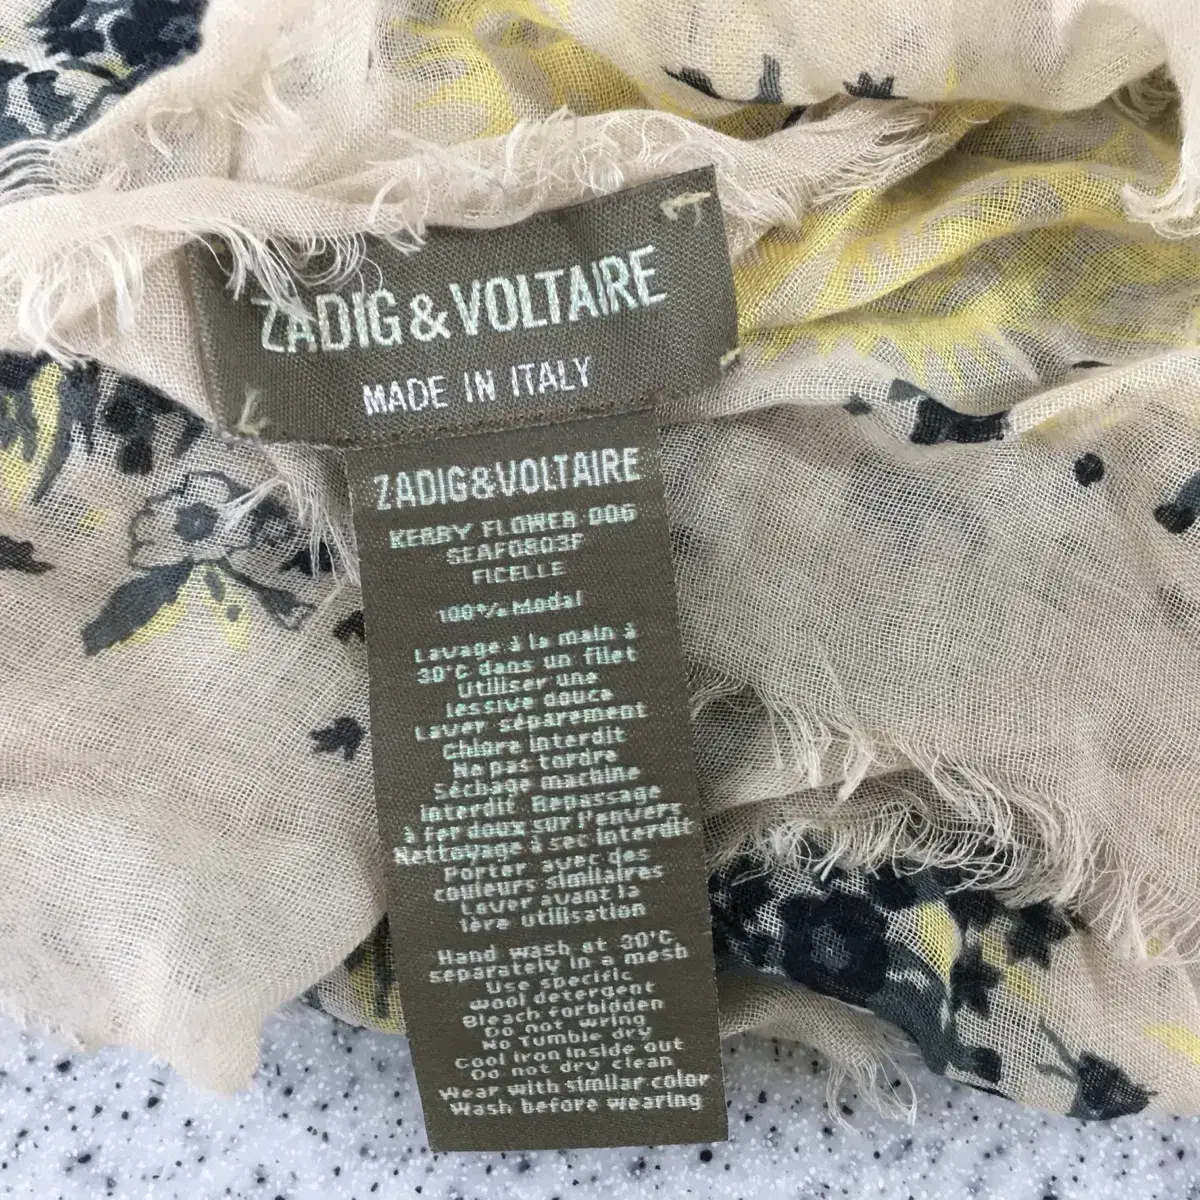 ZADIG & VOLTAIRE
MADE IN ITALY
ZADIG&VOLTAIRE
KERRY FLOWER DOG
SEAF0803F
FICELLE
100% Modal
Lavage à la main à
30°C dans un filet
Utiliser une
lessive douce
Laver séparément
Chlore interdit
Ne pas tordre
Séchage machine
interdit Repassage
à fer doux sur l'envers
Nettoyage à sec interdit
Porter avec des
couleurs similaires
Laver avant la
1ère utilisation
Hand wash at 30°C
separately in a mesh
Use specific
wool detergent
Bleach forbidden
Do not wring
No Tumble dry
Cool iron inside out
Do not dry Clean
Wear with similar color
Wash before wearing